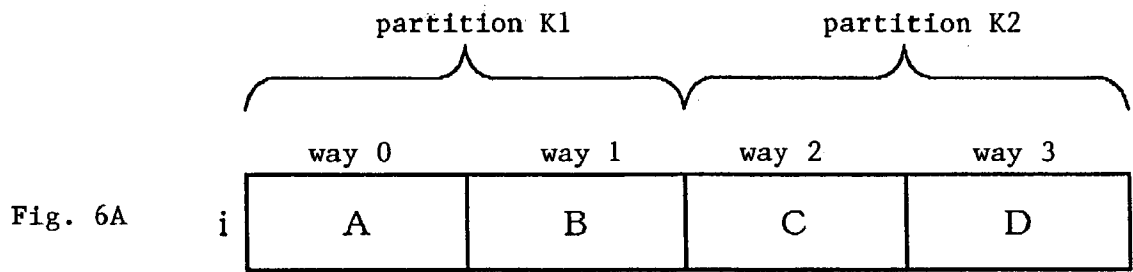 partition K1 partition K2
way 0 way 1 way 2 way 3
Fig. 6A i A B C D